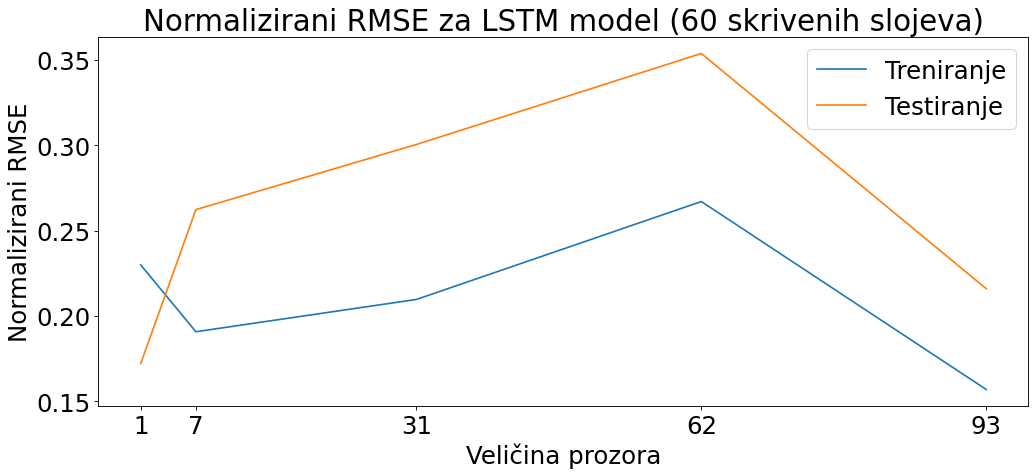 Normalizirani RMSE za LSTM model (60 skrivenih slojeva)
Normalizirani RMSE
0.35
0.30
0.25
0.20
0.15
Treniranje
Testiranje
1 7 31 62 93
Veličina prozora